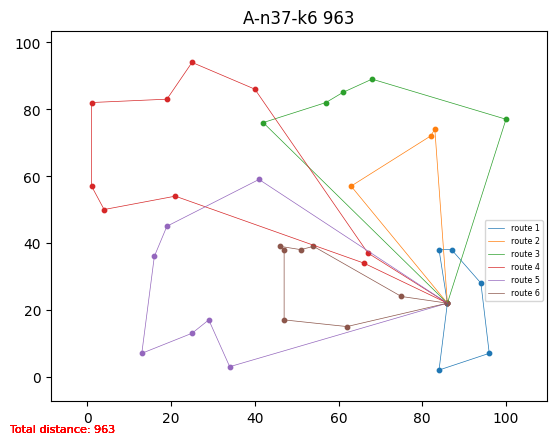 A-n37-k6 963
100
80
60
40
20
0
route 1
route 2
route 3
route 4
route 5
route 6
0 20 40 60 80 100
Total distance: 963